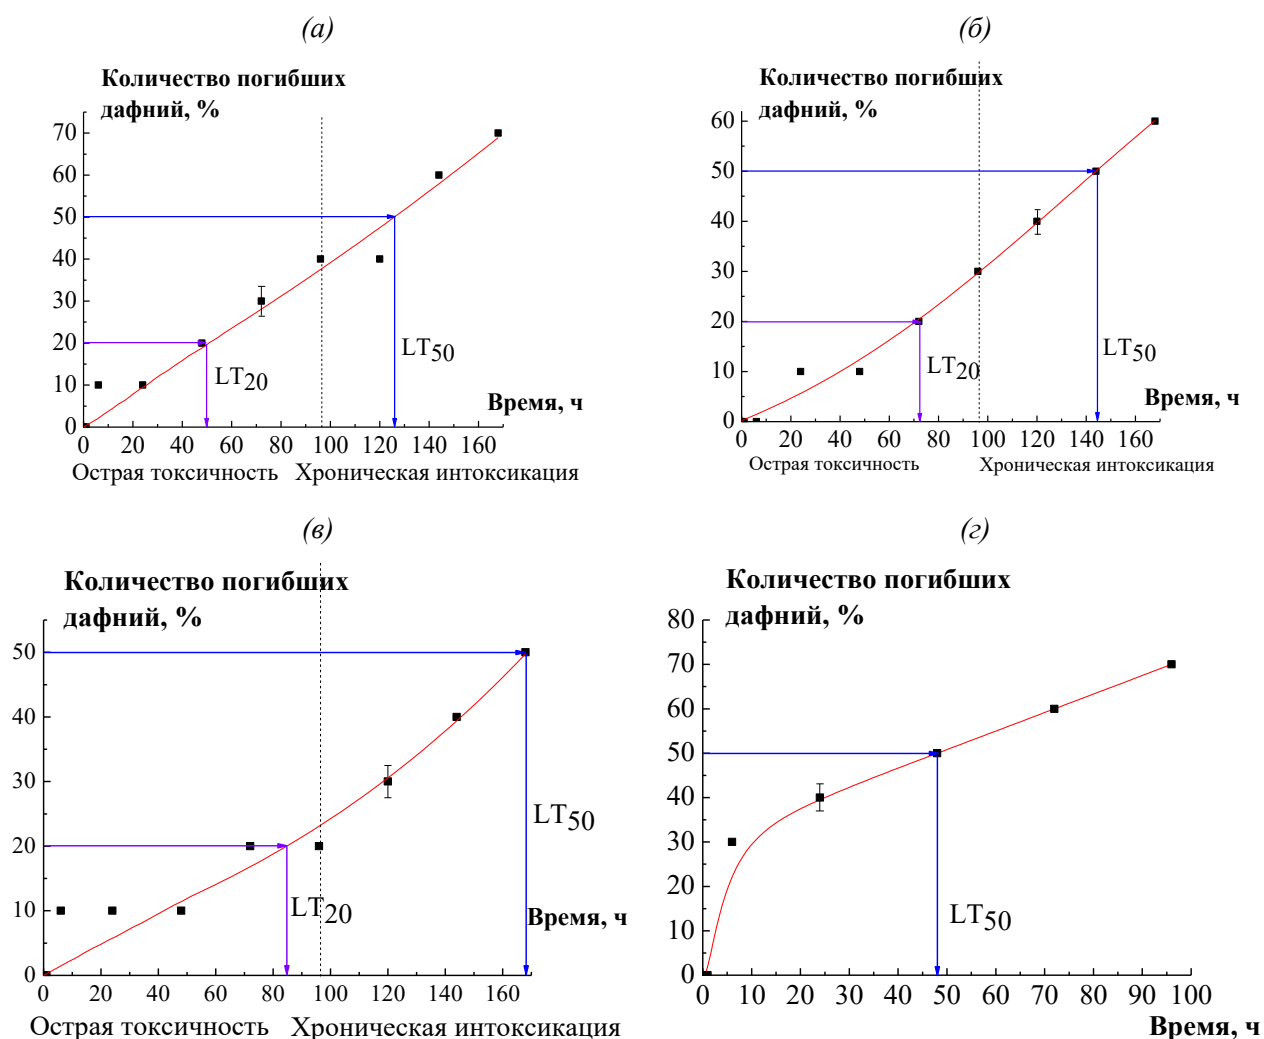 (а)
Количество погибших
дафний, %
70
60
50
40
30
20
10
0
LT50
LT20
Время, ч
0 20 40 60 80 100 120 140 160
Острая токсичность Хроническая интоксикация
(б)
Количество погибших
дафний, %
60
50
40
30
20
10
0
LT20
LT50
Время, ч
0 20 40 60 80 100 120 140 160
Острая токсичность Хроническая интоксикация
(в)
Количество погибших
дафний, %
50
40
30
20
10
0
LT50
LT20
Время, ч
0 20 40 60 80 100 120 140 160
Острая токсичность Хроническая интоксикация
(г)
Количество погибших
дафний, %
80
70
60
50
40
30
20
10
0
LT50
0 10 20 30 40 50 60 70 80 90 100
Время, ч